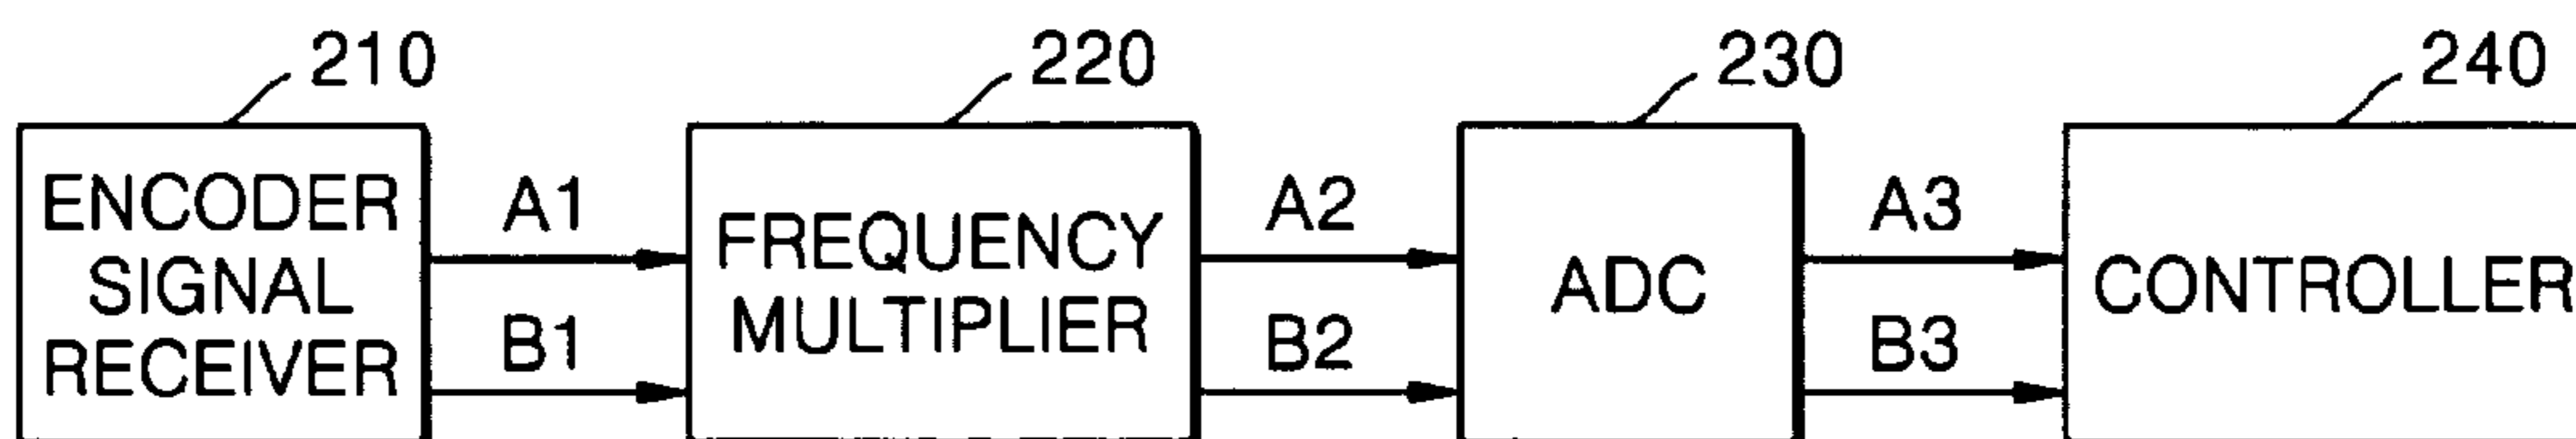 210
220
230
240
ENCODER
SIGNAL
RECEIVER
A1
B1
FREQUENCY
MULTIPLIER
A2
B2
ADC
A3
B3
CONTROLLER